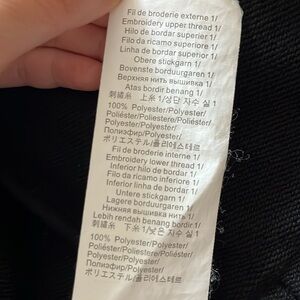 Fil de broderie externe 1/
Embroidery upper thread 1/
Hilo de bordar superior 1/
Filo da ricamo superiore 1/
Linha de bordar superior 1/
Obere stickgarn 1/
Bovenste borduurgaren 1/
Верхняя нить вышивка 1/
Atas bordir benang 1/
刺繍糸 上糸 1/상단 자수 실 1
100% Polyester/Polyester/
Poliéster/Poliestere/Poliéster/
Polyester/Polyester/
Полиэфир/Polyester/
ポリエステル/폴리에스테르
Fil de broderie interne 1/
Embroidery lower thread 1/
Hilo de bordar inferior 1/
Filo da ricamo inferiore 1/
Inferior linha de bordar 1/
Untere stickgarn 1/
Lagere borduurgaren 1/
Нижняя вышивка нить 1/
Lebih rendah benang bordir 1/
刺繍糸 下糸 1/낮은 자수 실 1
100% Polyester/Polyester/
Poliéster/Poliestere/Poliéster/
Polyester/Polyester/
Полиэфир/Polyester/
ポリエステル/폴리에스테르